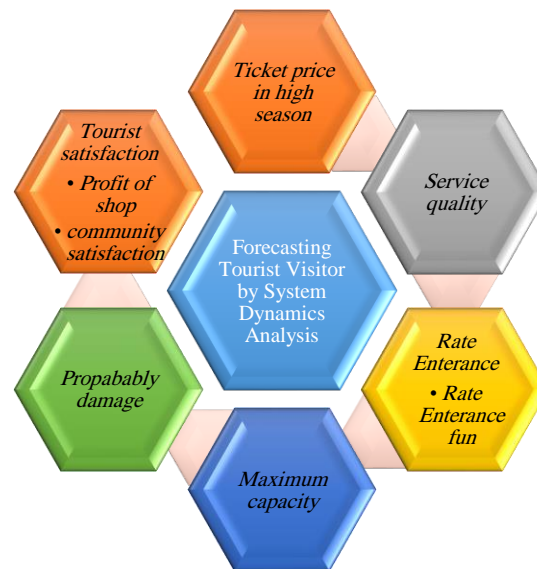 Ticket price
in high
season
Tourist
satisfaction
• Profit of
shop
• community
satisfaction
Service
quality
Forecasting
Tourist Visitor
by System
Dynamics
Analysis
Propabably
damage
Rate
Enterance
• Rate
Enterance
fun
Maximum
capacity